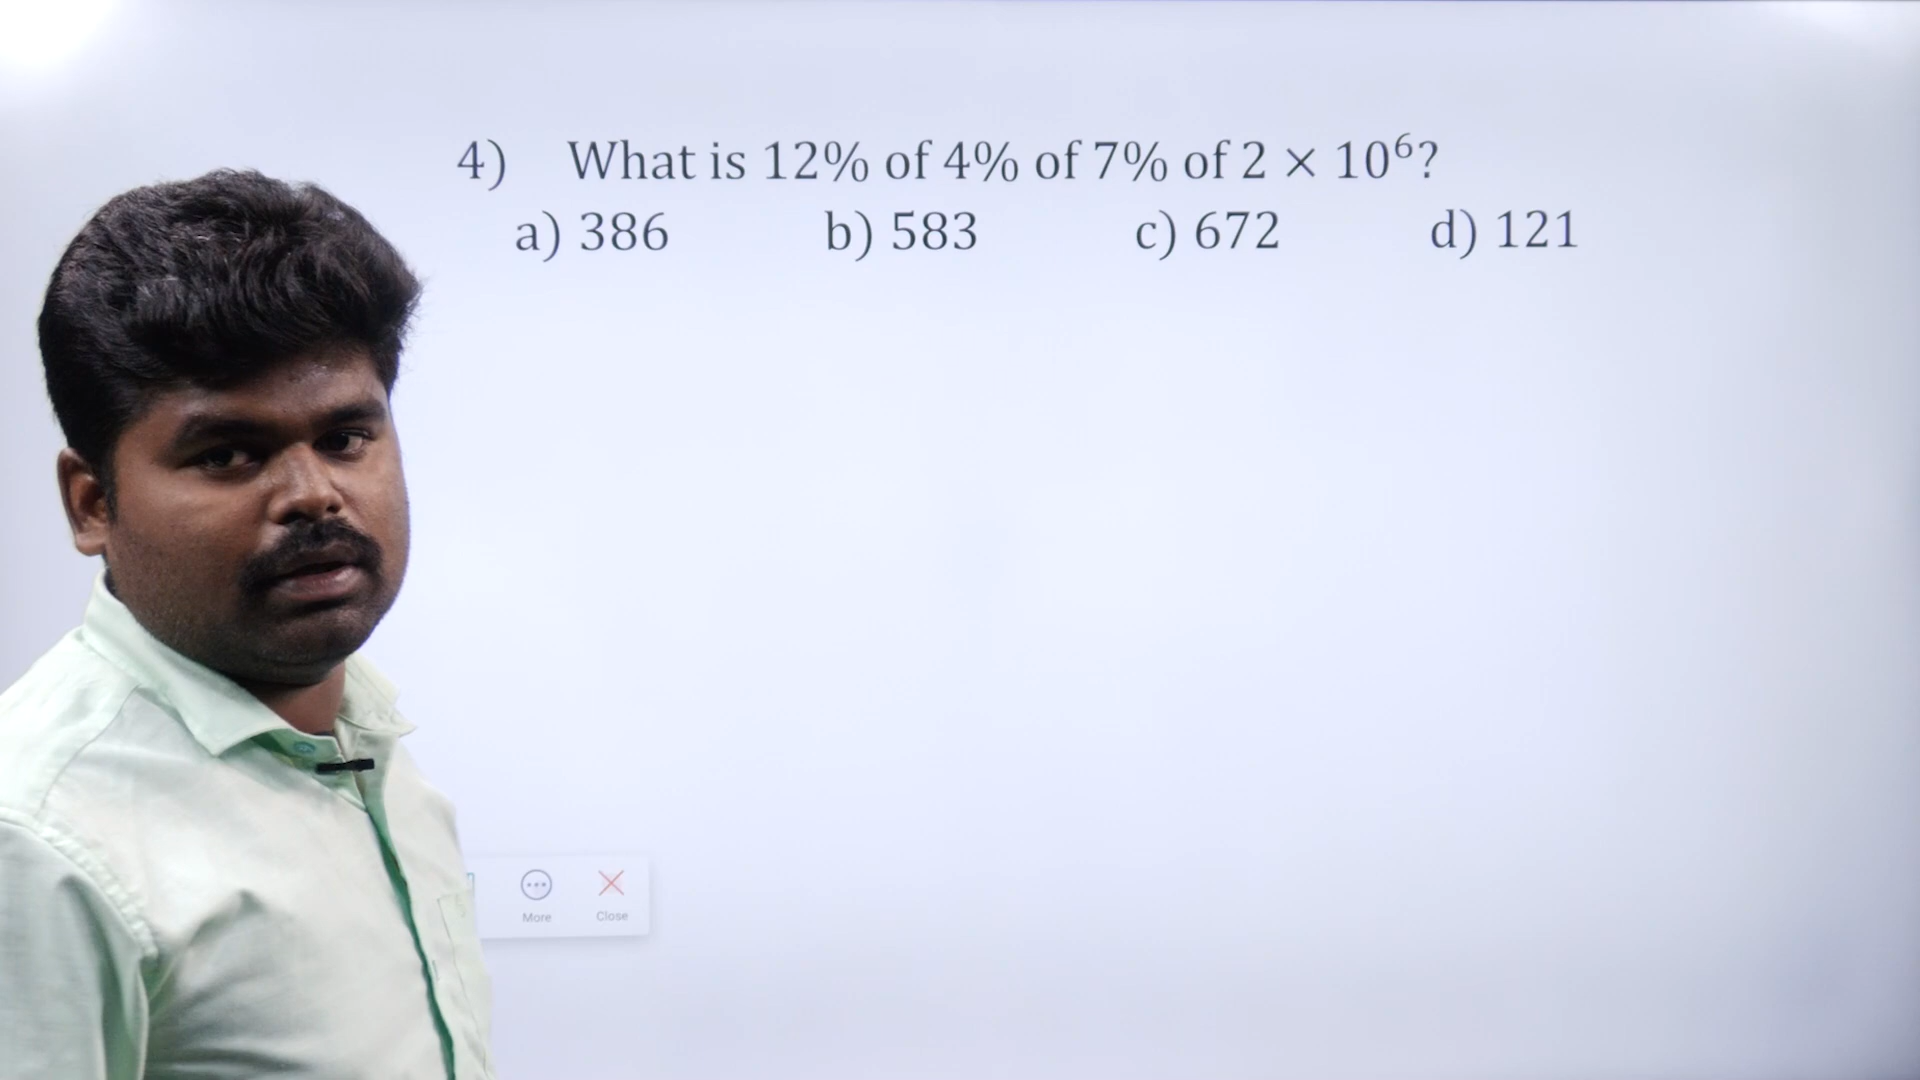 4) What is 12% of 4% of 7% of 2 × 10⁶?
a) 386 b) 583 c) 672 d) 121
More Close